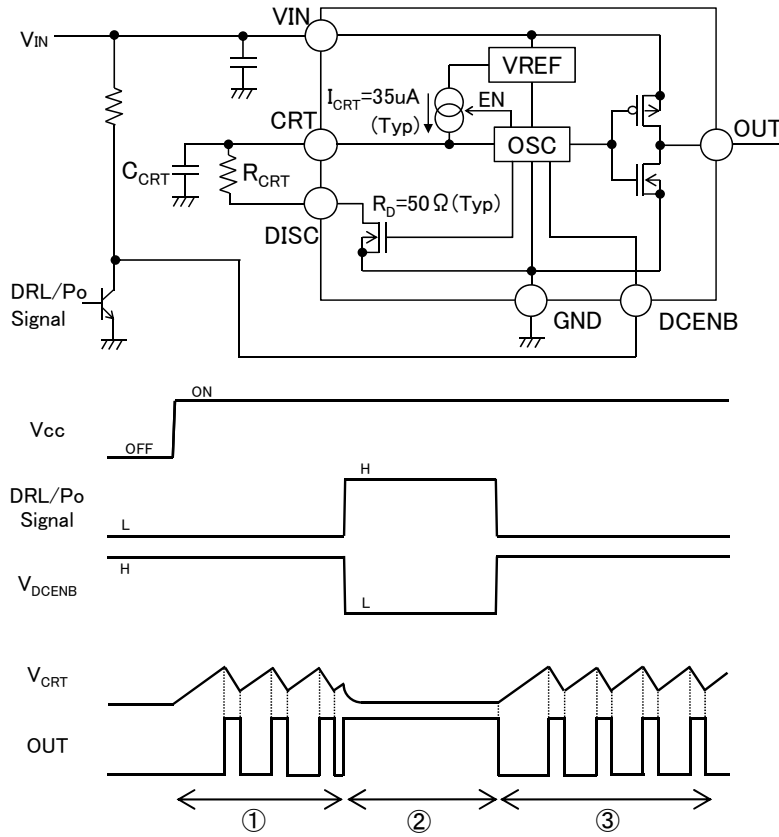 VIN
VIN
VREF
ICRT=35uA
(Typ)
EN
CRT
OSC
OUT
CCRT
RCRT
RD=50Ω(Typ)
DISC
DRL/Po
Signal
GND
DCENB
Vcc
OFF
ON
DRL/Po
Signal
L
H
VDCENB
H
L
VCRT
OUT
①
②
③